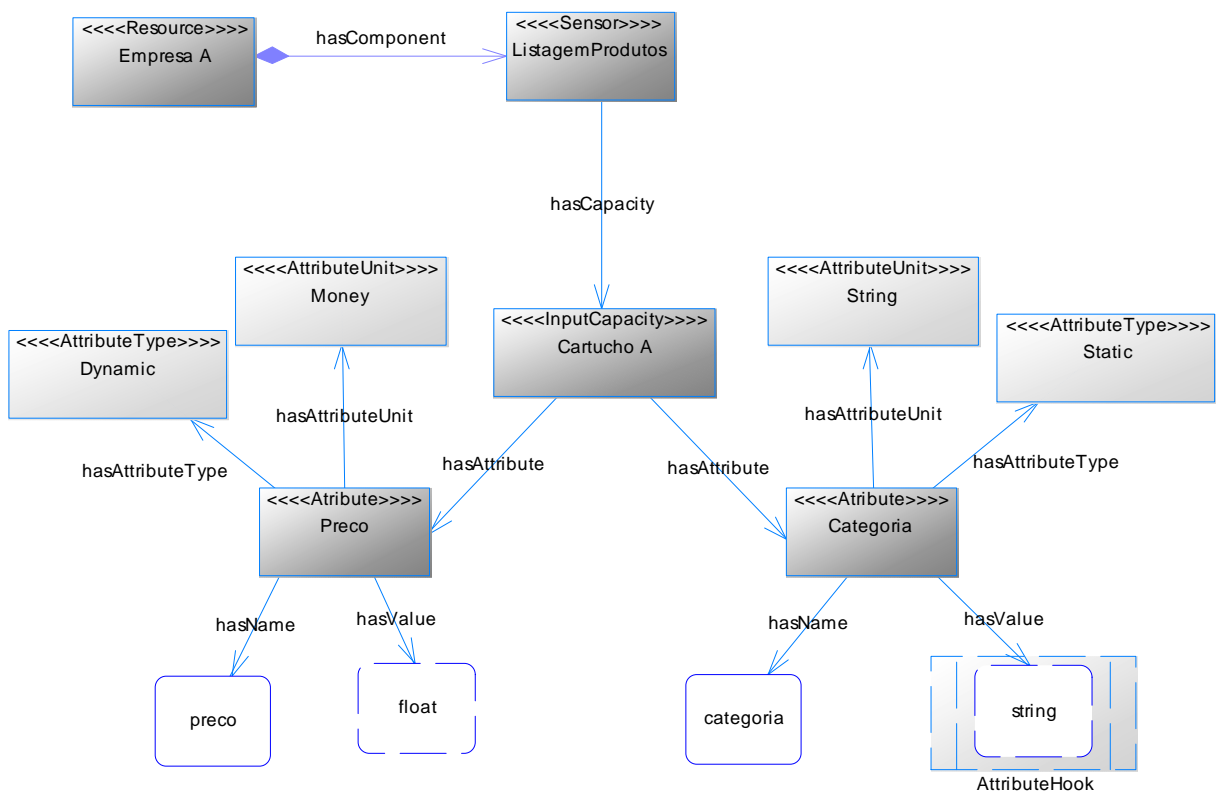 <<<<Resource>>>>
Empresa A
hasComponent
<<<<Sensor>>>>
ListagemProdutos
hasCapacity
<<<<AttributeUnit>>>>
Money
<<<<AttributeUnit>>>>
String
<<<<InputCapacity>>>>
Cartucho A
<<<<AttributeType>>>>
Dynamic
<<<<AttributeType>>>>
Static
hasAttributeUnit
hasAttributeUnit
hasAttributeType
hasAttribute
hasAttribute
hasAttributeType
<<<<Atribute>>>>
Preco
<<<<Atribute>>>>
Categoria
hasName
hasValue
hasName
hasValue
preco
float
categoria
string
AttributeHook